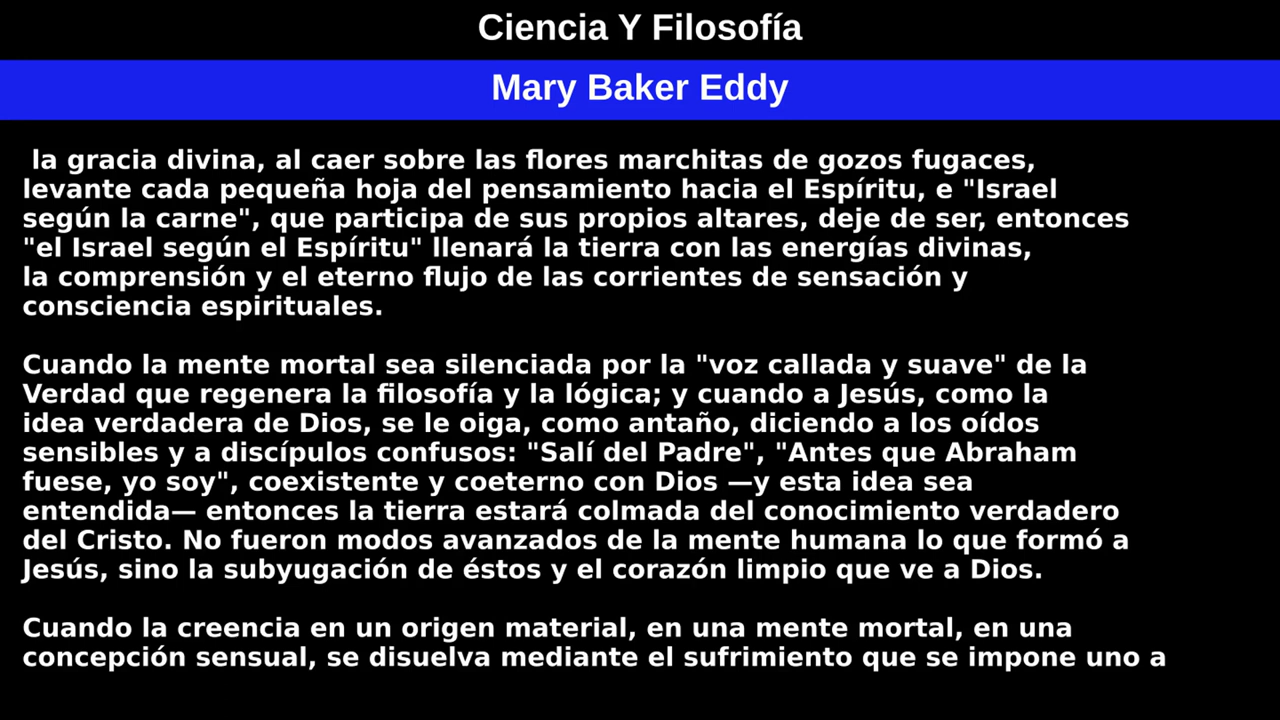 Ciencia Y Filosofía
Mary Baker Eddy
la gracia divina, al caer sobre las flores marchitas de gozos fugaces,
levante cada pequeña hoja del pensamiento hacia el Espíritu, e "Israel
según la carne", que participa de sus propios altares, deje de ser, entonces
"el Israel según el Espíritu" llenará la tierra con las energías divinas,
la comprensión y el eterno flujo de las corrientes de sensación y
consciencia espirituales.
Cuando la mente mortal sea silenciada por la "voz callada y suave" de la
Verdad que regenera la filosofía y la lógica; y cuando a Jesús, como la
idea verdadera de Dios, se le oiga, como antaño, diciendo a los oídos
sensibles y a discípulos confusos: "Salí del Padre", "Antes que Abraham
fuese, yo soy", coexistente y coeterno con Dios —y esta idea sea
entendida— entonces la tierra estará colmada del conocimiento verdadero
del Cristo. No fueron modos avanzados de la mente humana lo que formó a
Jesús, sino la subyugación de éstos y el corazón limpio que ve a Dios.
Cuando la creencia en un origen material, en una mente mortal, en una
concepción sensual, se disuelva mediante el sufrimiento que se impone uno a